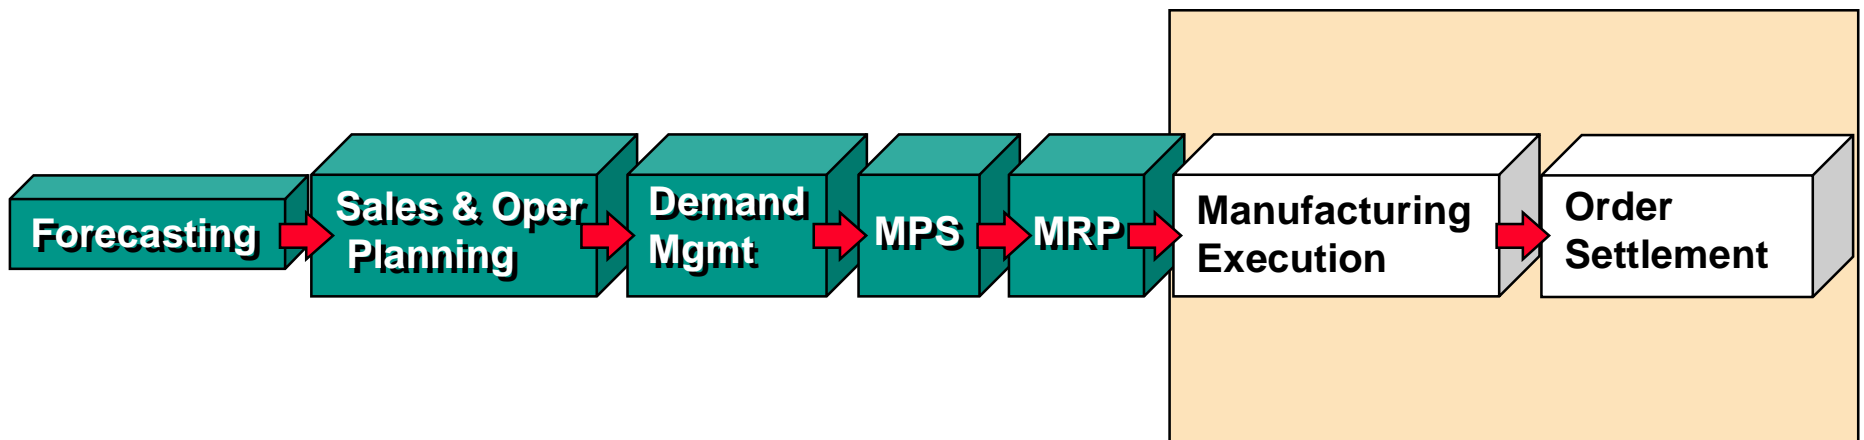 Forecasting
Sales & Oper
Planning
Demand
Mgmt
MPS
MRP
Manufacturing
Execution
Order
Settlement